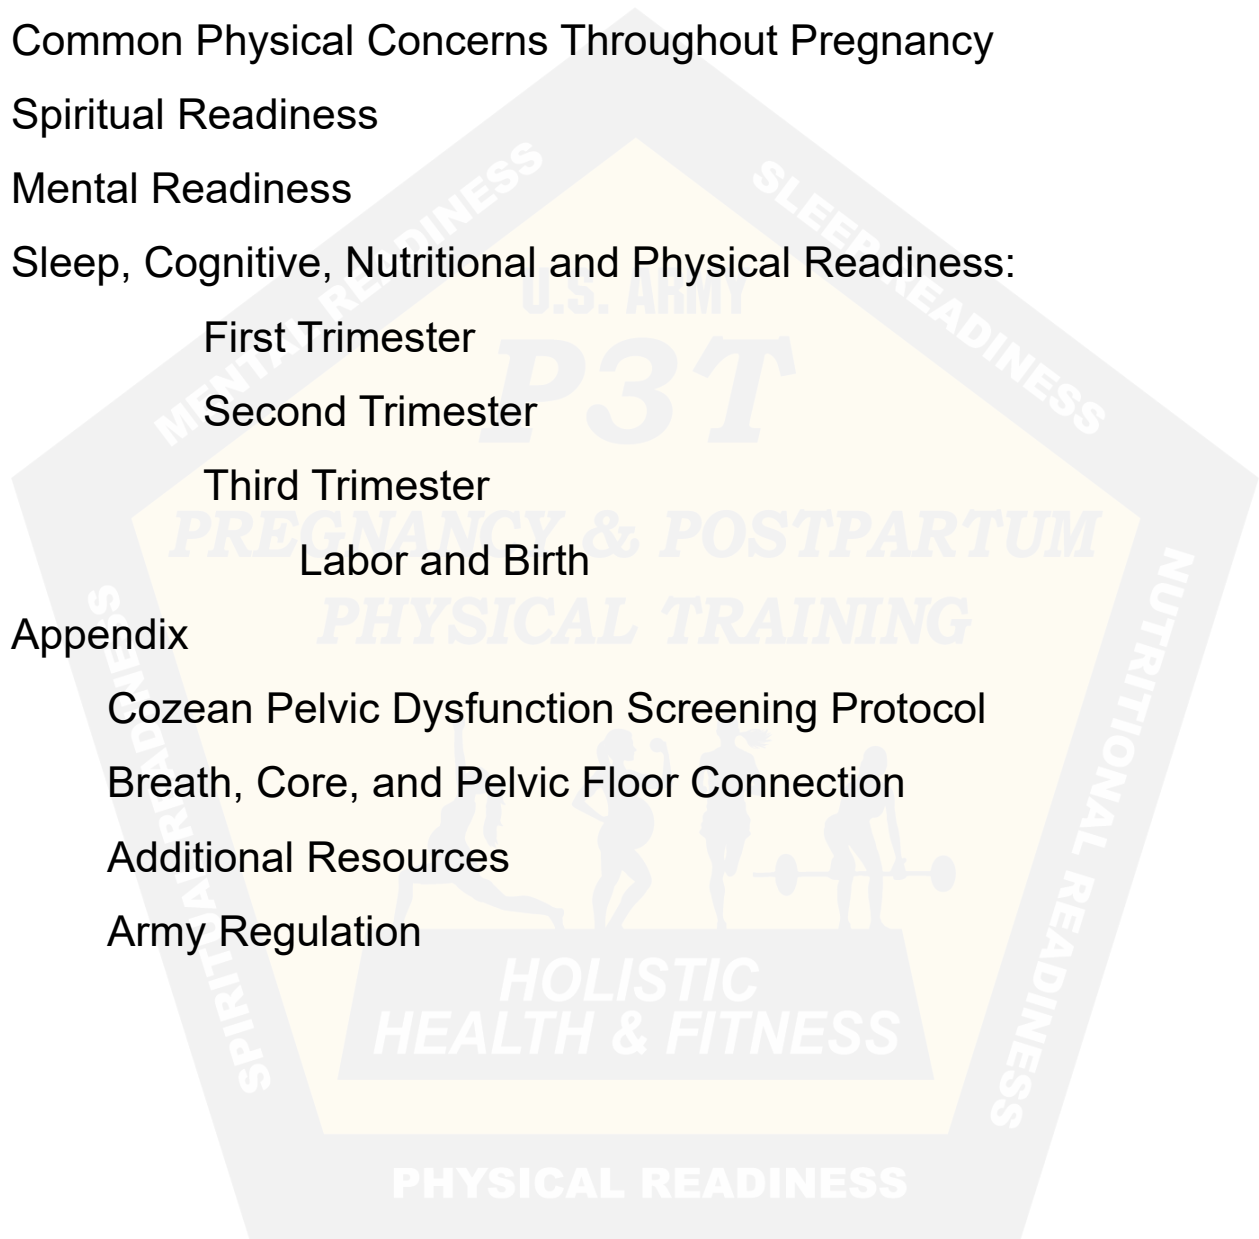 Common Physical Concerns Throughout Pregnancy
Spiritual Readiness
Mental Readiness
Sleep, Cognitive, Nutritional and Physical Readiness:
First Trimester
Second Trimester
Third Trimester
Labor and Birth
Appendix
Cozean Pelvic Dysfunction Screening Protocol
Breath, Core, and Pelvic Floor Connection
Additional Resources
Army Regulation
MENTAL READINESS
SLEEP READINESS
U.S. ARMY
P3T
PREGNANCY & POSTPARTUM
PHYSICAL TRAINING
SPIRITUAL READINESS
NUTRITIONAL READINESS
HOLISTIC
HEALTH & FITNESS
PHYSICAL READINESS